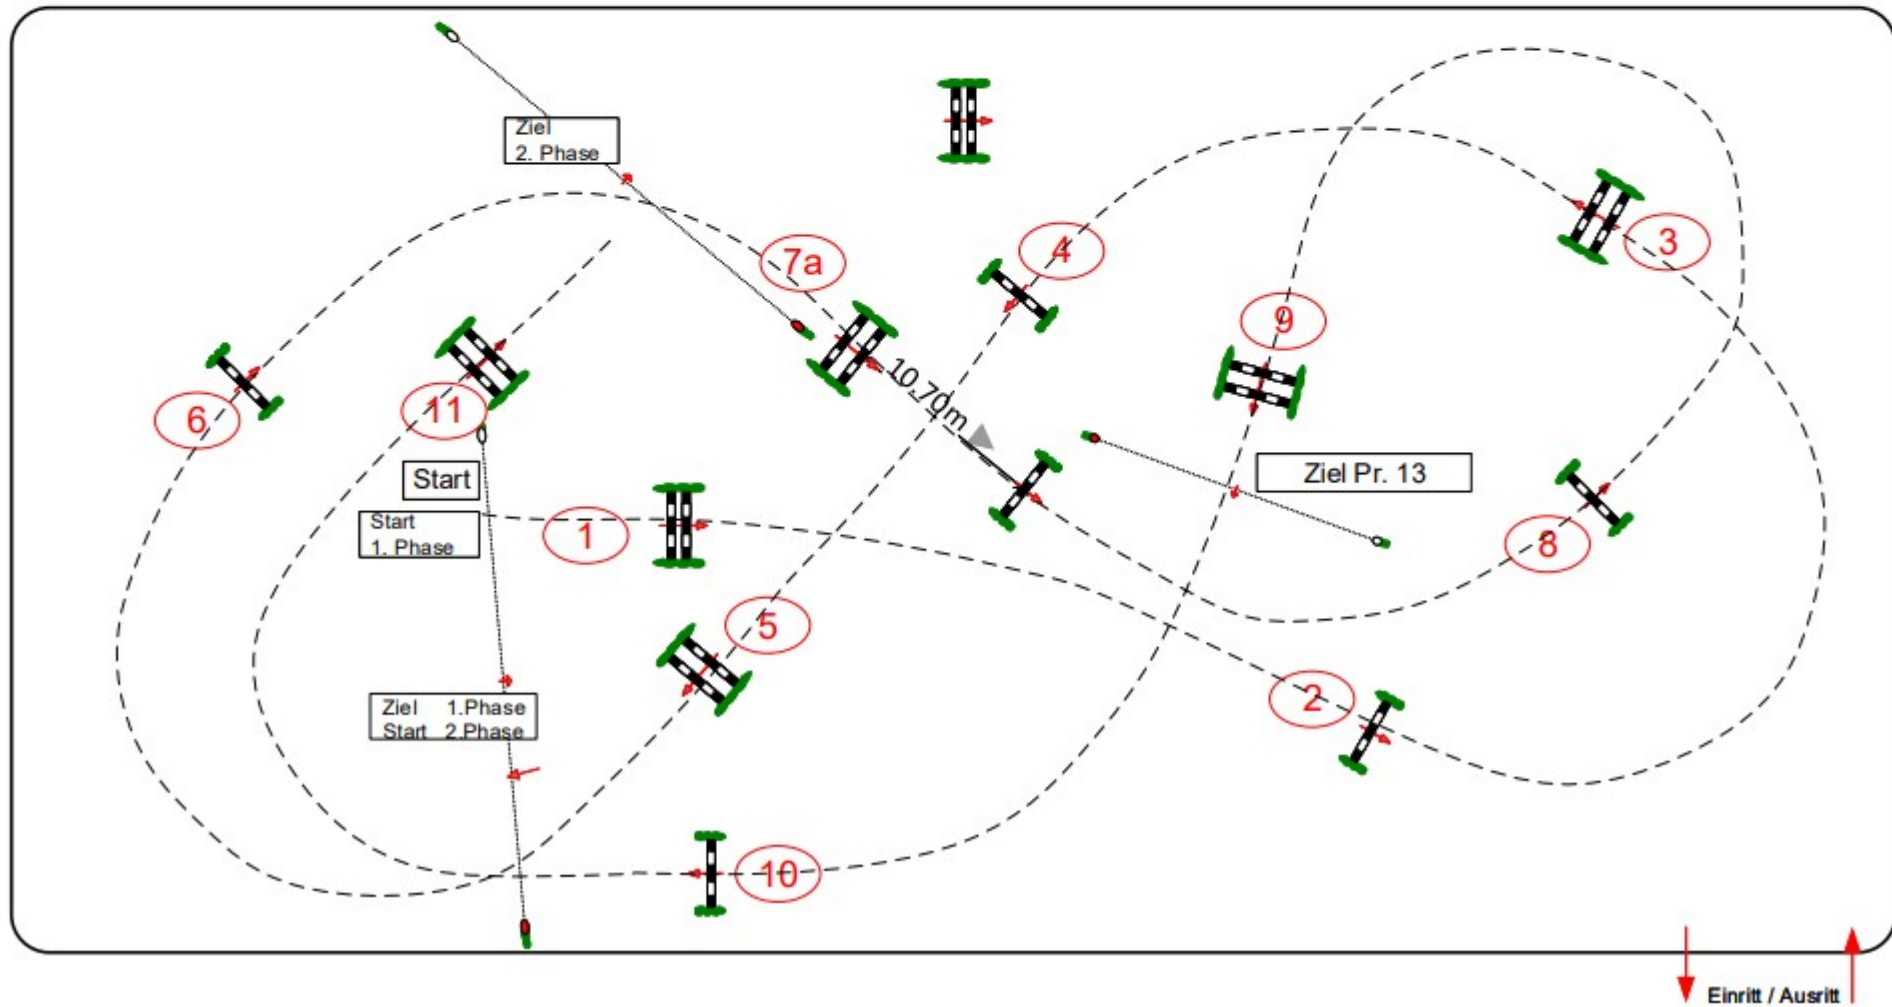 Ziel
2. Phase
7a
4
3
9
6
11
10.70m
Start
Ziel Pr. 13
Start
1. Phase
1
8
5
2
Ziel 1.Phase
Start 2.Phase
10
Einritt / Ausritt